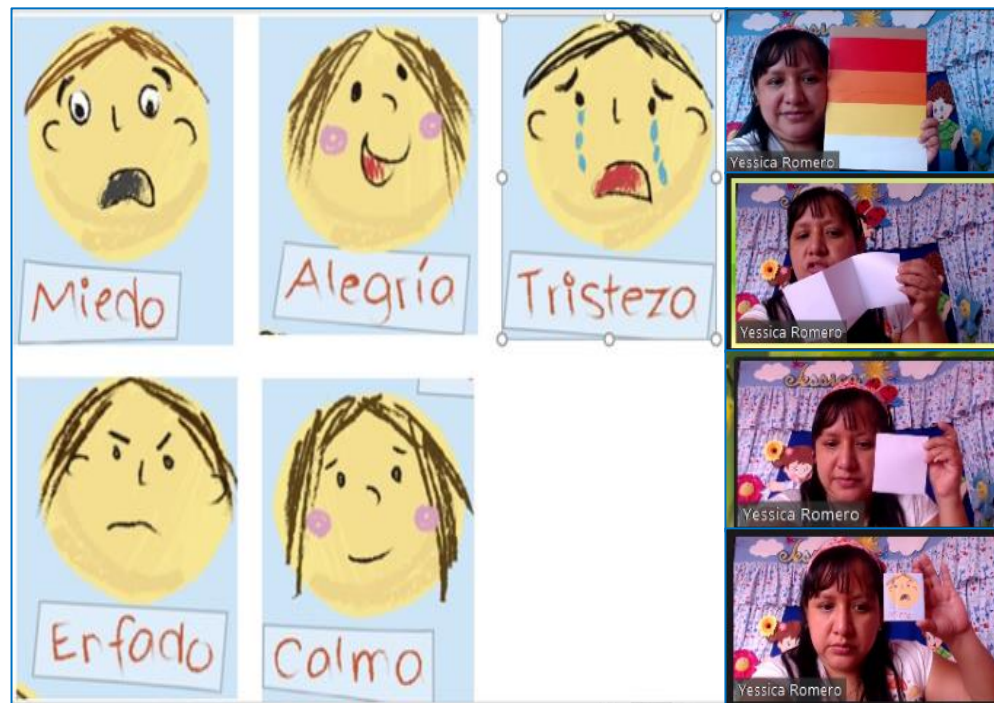 Miedo
Alegría
Tristeza
Enfado
Calma
Yessica Romero
Yessica Romero
Yessica Romero
Yessica Romero